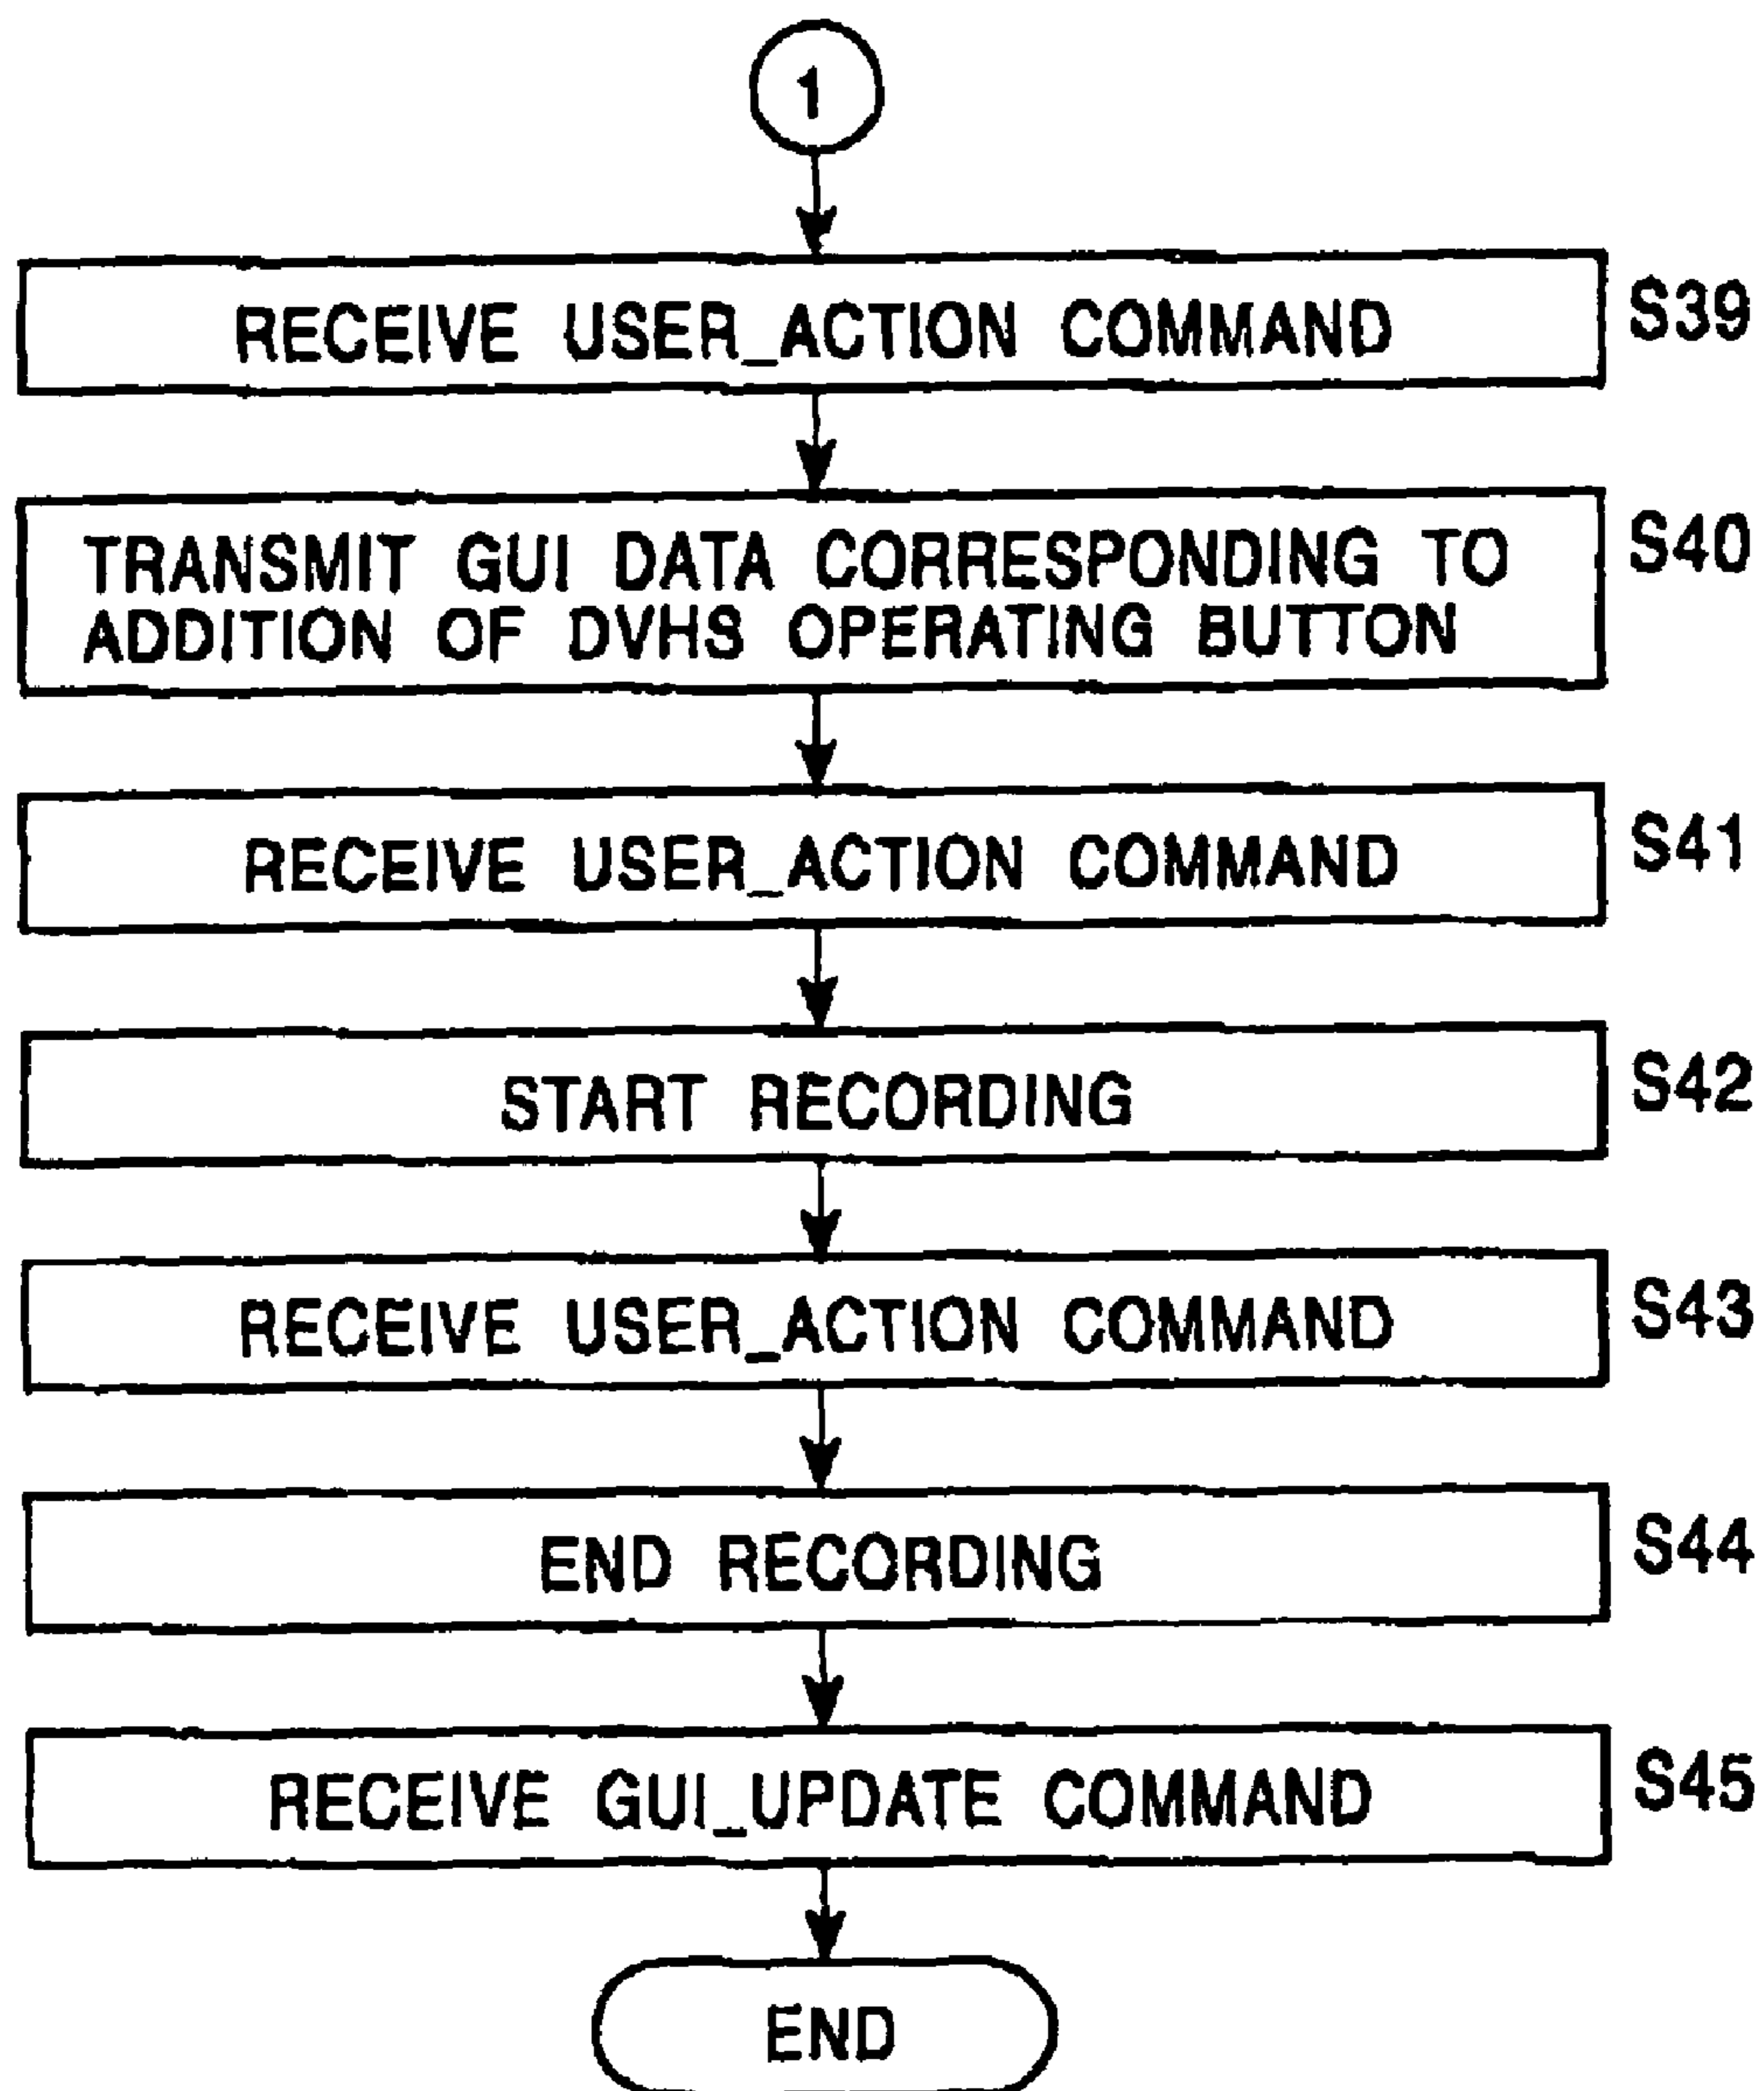 1
RECEIVE USER_ACTION COMMAND S39
TRANSMIT GUI DATA CORRESPONDING TO S40
ADDITION OF DVHS OPERATING BUTTON
RECEIVE USER_ACTION COMMAND S41
START RECORDING S42
RECEIVE USER_ACTION COMMAND S43
END RECORDING S44
RECEIVE GUI_UPDATE COMMAND S45
END